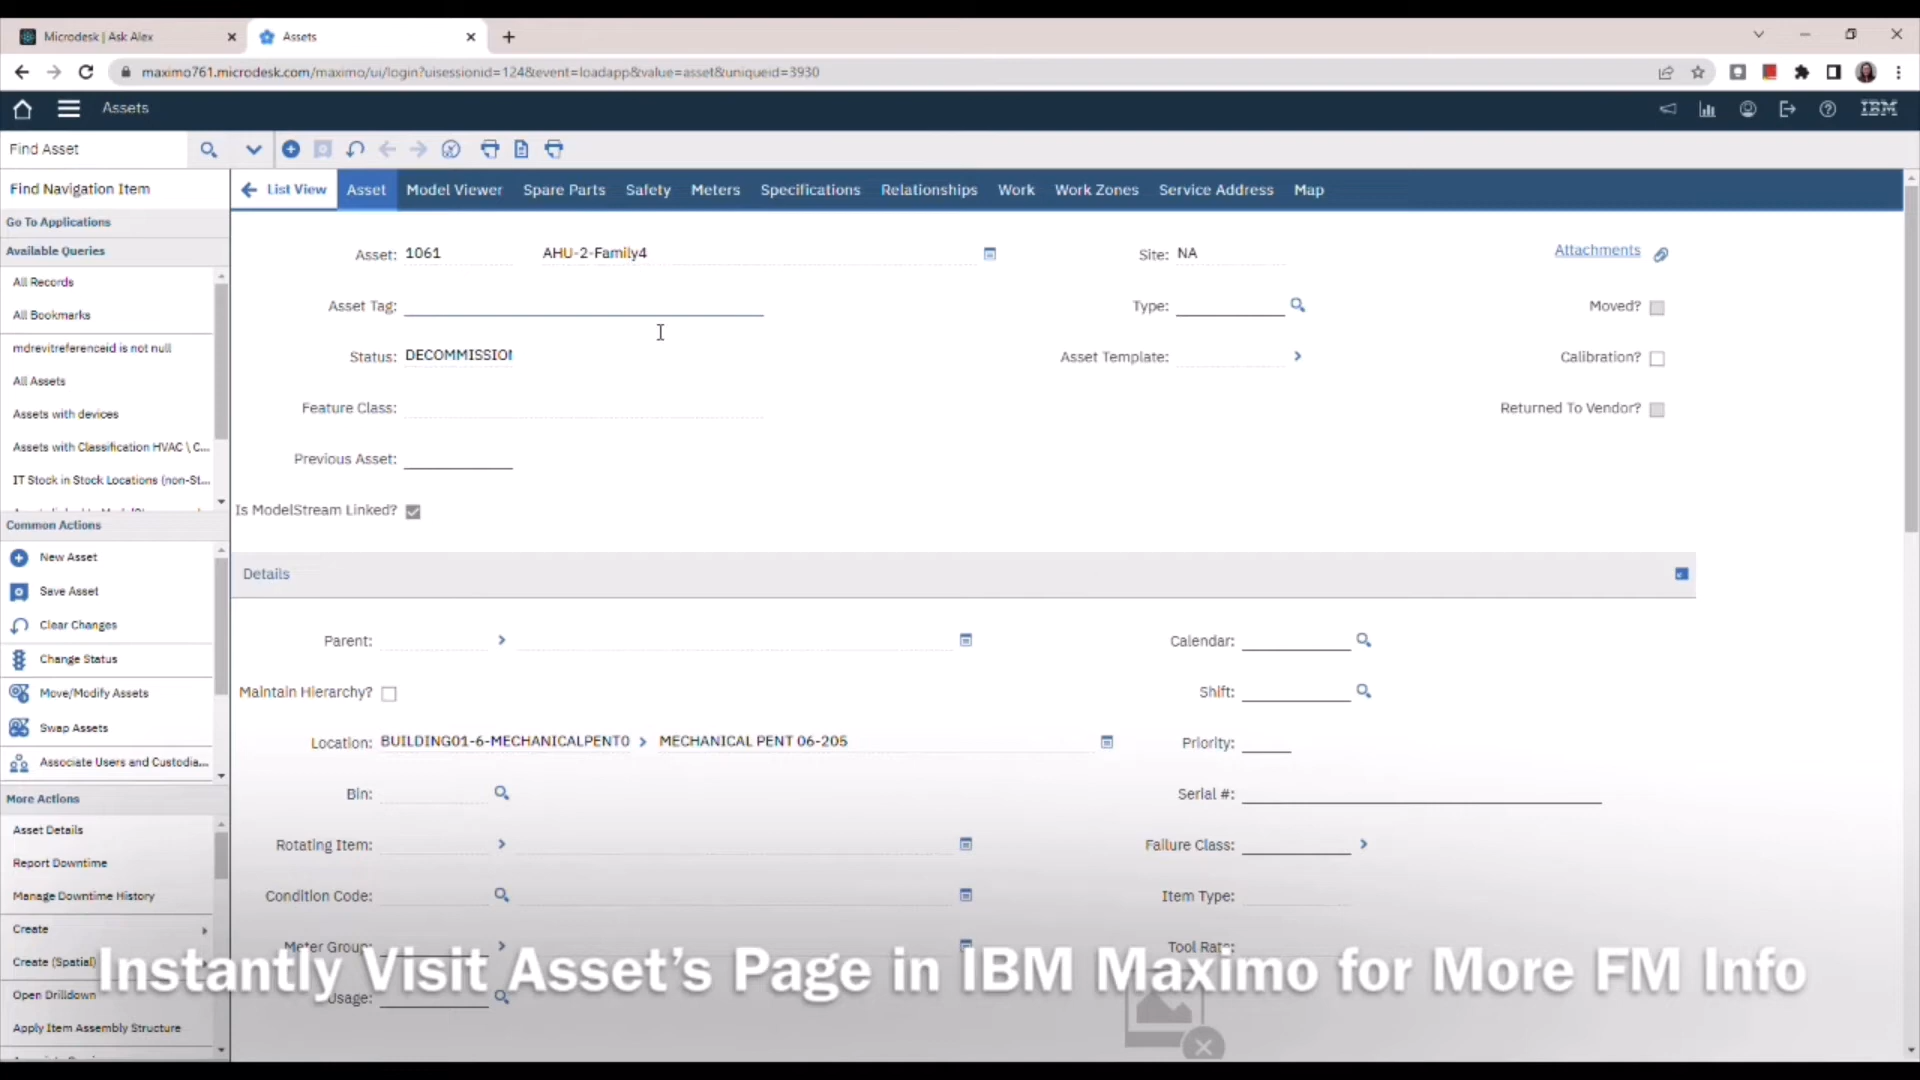 Microdesk | Ask Alex
Assets
maximo761.microdesk.com/maximo/ui/login?uisessionid=124&event=loadapp&value=asset&uniqueid=3930
Assets
IBM
Find Asset
Find Navigation Item
List View Asset Model Viewer Spare Parts Safety Meters Specifications Relationships Work Work Zones Service Address Map
Go To Applications
Available Queries
All Records
All Bookmarks
mdrevitreferenceid is not null
All Assets
Assets with devices
Assets with Classification HVAC \ C...
IT Stock in Stock Locations (non-St...
Common Actions
New Asset
Save Asset
Clear Changes
Change Status
Move/Modify Assets
Swap Assets
Associate Users and Custodia...
More Actions
Asset Details
Report Downtime
Manage Downtime History
Create
Create (Spatial)
Open Drilldown
Apply Item Assembly Structure
Asset: 1061 AHU-2-Family4 Site: NA Attachments
Asset Tag: Type: Moved?
Status: DECOMMISSION Asset Template: Calibration?
Feature Class: Returned To Vendor?
Previous Asset:
Is ModelStream Linked?
Details
Parent: Calendar:
Maintain Hierarchy? Shift:
Location: BUILDING01-6-MECHANICALPENT0 MECHANICAL PENT 06-205 Priority:
Bin: Serial #:
Rotating Item: Failure Class:
Condition Code: Item Type:
Meter Group: Tool Rate:
Usage:
Instantly Visit Asset's Page in IBM Maximo for More FM Info